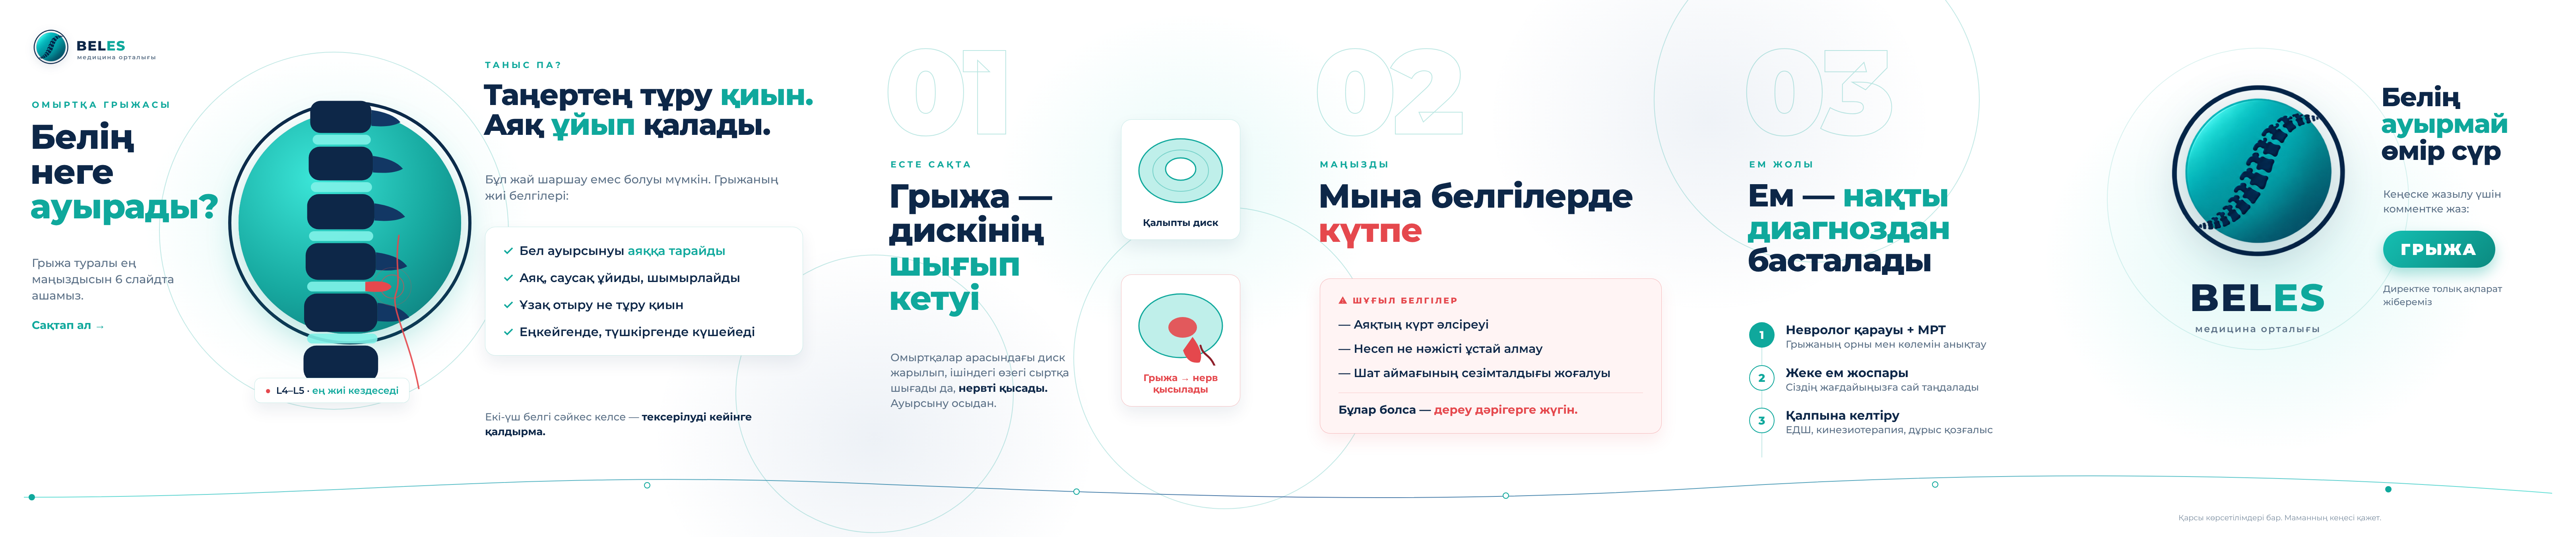 BELES
медицина орталығы
ОМЫРТҚА ГРЫЖАСЫ
Белің
неге
ауырады?
Грыжа туралы ең
маңыздысын 6 слайдта
ашамыз.
Сақтап ал →
L4–L5 · ең жиі кездеседі
ТАНЫС ПА?
Таңертең тұру қиын.
Аяқ ұйып қалады.
Бұл жай шаршау емес болуы мүмкін. Грыжаның
жиі белгілері:
Бел ауырсынуы аяққа тарайды
Аяқ, саусақ ұйиды, шымырлайды
Ұзақ отыру не тұру қиын
Еңкейгенде, түшкіргенде күшейеді
Екі-үш белгі сәйкес келсе — тексерілуді кейінге
қалдырма.
01
ЕСТЕ САҚТА
Грыжа —
дискінің
шығып
кетуі
Омыртқалар арасындағы диск
жарылып, ішіндегі өзегі сыртқа
шығады да, нервті қысады.
Ауырсыну осыдан.
Қалыпты диск
Грыжа → нерв
қысылады
02
МАҢЫЗДЫ
Мына белгілерде
күтпе
ШҰҒЫЛ БЕЛГІЛЕР
— Аяқтың күрт әлсіреуі
— Несеп не нәжісті ұстай алмау
— Шат аймағының сезімталдығы жоғалуы
Бұлар болса — дереу дәрігерге жүгін.
03
ЕМ ЖОЛЫ
Ем — нақты
диагноздан
басталады
1
Невролог қарауы + МРТ
Грыжаның орны мен көлемін анықтау
2
Жеке ем жоспары
Сіздің жағдайыңызға сай таңдалады
3
Қалпына келтіру
ЕДШ, кинезиотерапия, дұрыс қозғалыс
BELES
медицина орталығы
Белің
ауырмай
өмір сүр
Кеңеске жазылу үшін
комментке жаз:
ГРЫЖА
Директке толық ақпарат
жібереміз
Қарсы көрсетілімдері бар. Маманның кеңесі қажет.